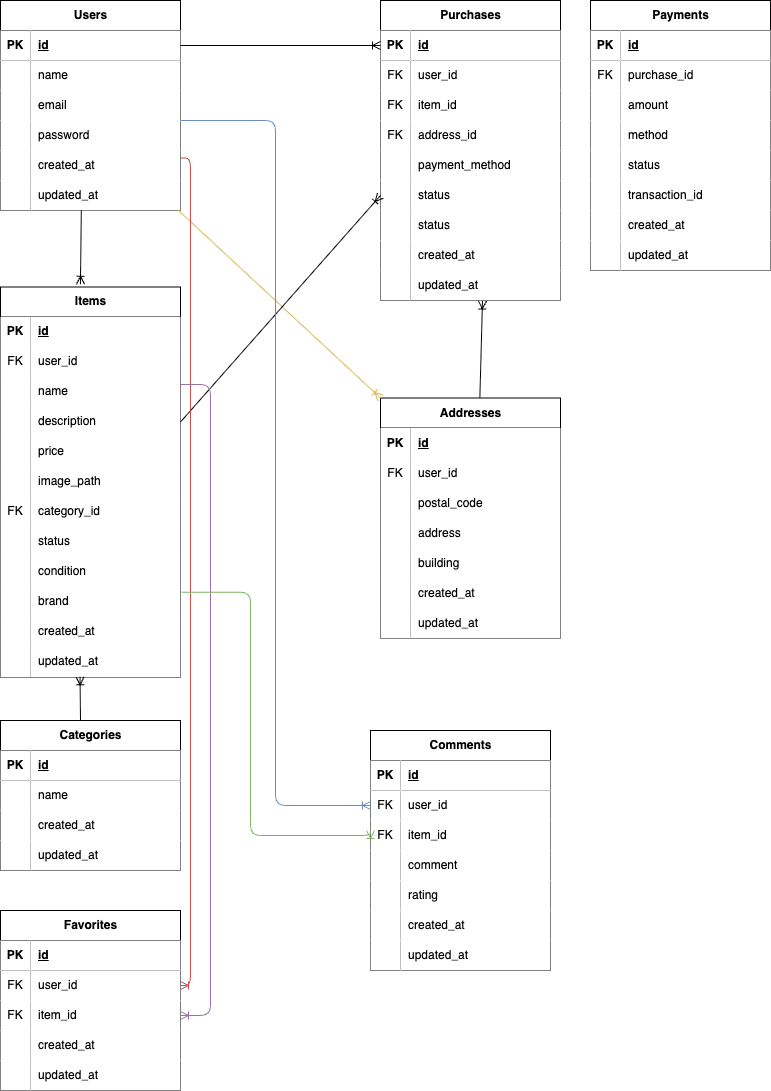 Users
PK id
name
email
password
created_at
updated_at
Purchases
PK id
FK user_id
FK item_id
FK address_id
payment_method
status
status
created_at
updated_at
Payments
PK id
FK purchase_id
amount
method
status
transaction_id
created_at
updated_at
Items
PK id
FK user_id
name
description
price
image_path
FK category_id
status
condition
brand
created_at
updated_at
Addresses
PK id
FK user_id
postal_code
address
building
created_at
updated_at
Categories
PK id
name
created_at
updated_at
Comments
PK id
FK user_id
FK item_id
comment
rating
created_at
updated_at
Favorites
PK id
FK user_id
FK item_id
created_at
updated_at